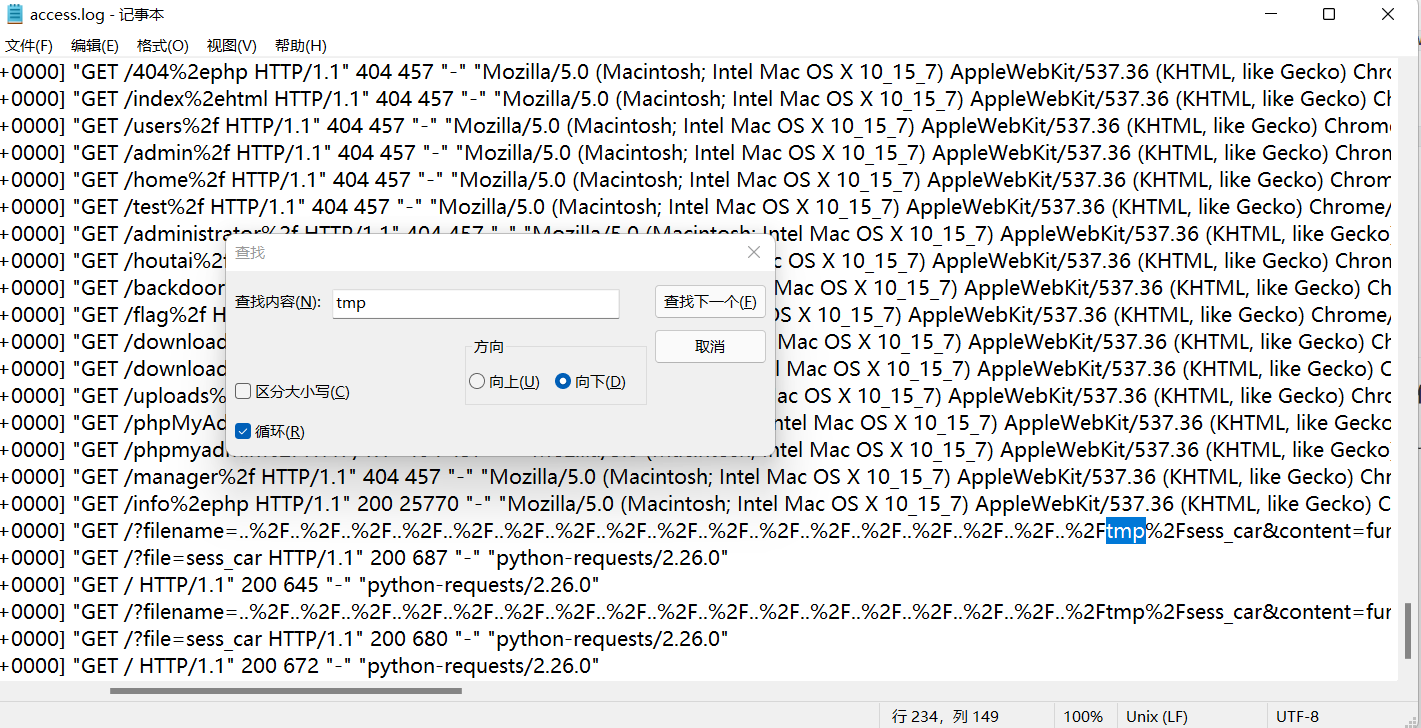 access.log - 记事本
文件(F) 编辑(E) 格式(O) 视图(V) 帮助(H)
+0000] "GET /404%2ephp HTTP/1.1" 404 457 "-" "Mozilla/5.0 (Macintosh; Intel Mac OS X 10_15_7) AppleWebKit/537.36 (KHTML, like Gecko) Chro
+0000] "GET /index%2ehtml HTTP/1.1" 404 457 "-" "Mozilla/5.0 (Macintosh; Intel Mac OS X 10_15_7) AppleWebKit/537.36 (KHTML, like Gecko) Ch
+0000] "GET /users%2f HTTP/1.1" 404 457 "-" "Mozilla/5.0 (Macintosh; Intel Mac OS X 10_15_7) AppleWebKit/537.36 (KHTML, like Gecko) Chrome
+0000] "GET /admin%2f HTTP/1.1" 404 457 "-" "Mozilla/5.0 (Macintosh; Intel Mac OS X 10_15_7) AppleWebKit/537.36 (KHTML, like Gecko) Chrom
+0000] "GET /home%2f HTTP/1.1" 404 457 "-" "Mozilla/5.0 (Macintosh; Intel Mac OS X 10_15_7) AppleWebKit/537.36 (KHTML, like Gecko) Chrom
+0000] "GET /test%2f HTTP/1.1" 404 457 "-" "Mozilla/5.0 (Macintosh; Intel Mac OS X 10_15_7) AppleWebKit/537.36 (KHTML, like Gecko) Chrome/
+0000] "GET /administrator%2f HTTP/1.1" 404 457 "-" "Mozilla/5.0 (Macintosh; Intel Mac OS X 10_15_7) AppleWebKit/537.36 (KHTML, like Gecko)
+0000] "GET /houtai%2f c OS X 10_15_7) AppleWebKit/537.36 (KHTML, like Gecko) Chrome
+0000] "GET /backdoor ac OS X 10_15_7) AppleWebKit/537.36 (KHTML, like Gecko) Chro
+0000] "GET /flag%2f H OS X 10_15_7) AppleWebKit/537.36 (KHTML, like Gecko) Chrome/
+0000] "GET /download Mac OS X 10_15_7) AppleWebKit/537.36 (KHTML, like Gecko) Chr
+0000] "GET /download l Mac OS X 10_15_7) AppleWebKit/537.36 (KHTML, like Gecko) Ch
+0000] "GET /uploads% ac OS X 10_15_7) AppleWebKit/537.36 (KHTML, like Gecko) Chro
+0000] "GET /phpMyAd ntel Mac OS X 10_15_7) AppleWebKit/537.36 (KHTML, like Gecko)
+0000] "GET /phpmyadmin Intel Mac OS X 10_15_7) AppleWebKit/537.36 (KHTML, like Gecko)
+0000] "GET /manager%2f HTTP/1.1" 404 457 "-" "Mozilla/5.0 (Macintosh; Intel Mac OS X 10_15_7) AppleWebKit/537.36 (KHTML, like Gecko) Ch
+0000] "GET /info%2ephp HTTP/1.1" 200 25770 "-" "Mozilla/5.0 (Macintosh; Intel Mac OS X 10_15_7) AppleWebKit/537.36 (KHTML, like Gecko) C
+0000] "GET /?filename=..%2F..%2F..%2F..%2F..%2F..%2F..%2F..%2F..%2F..%2F..%2F..%2F..%2F..%2F..%2F..%2F..%2Ftmp%2Fsess_car&content=fun
+0000] "GET /?file=sess_car HTTP/1.1" 200 687 "-" "python-requests/2.26.0"
+0000] "GET / HTTP/1.1" 200 645 "-" "python-requests/2.26.0"
+0000] "GET /?filename=..%2F..%2F..%2F..%2F..%2F..%2F..%2F..%2F..%2F..%2F..%2F..%2F..%2F..%2F..%2F..%2F..%2Ftmp%2Fsess_car&content=fun
+0000] "GET /?file=sess_car HTTP/1.1" 200 680 "-" "python-requests/2.26.0"
+0000] "GET / HTTP/1.1" 200 672 "-" "python-requests/2.26.0"
查找
查找内容(N): tmp 查找下一个(F)
方向 取消
向上(U) 向下(D)
区分大小写(C)
循环(R)
行 234，列 149 100% Unix (LF) UTF-8